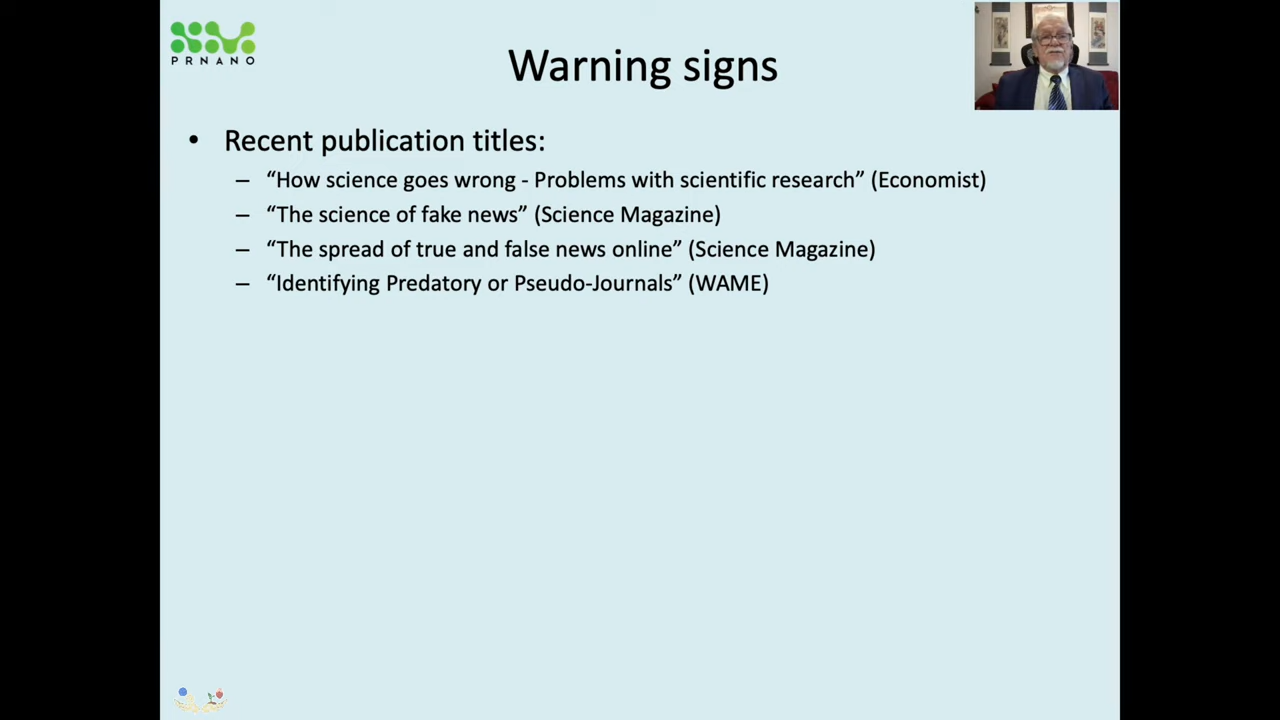 PRNANO
Warning signs
• Recent publication titles:
– “How science goes wrong - Problems with scientific research” (Economist)
– “The science of fake news” (Science Magazine)
– “The spread of true and false news online” (Science Magazine)
– “Identifying Predatory or Pseudo-Journals” (WAME)